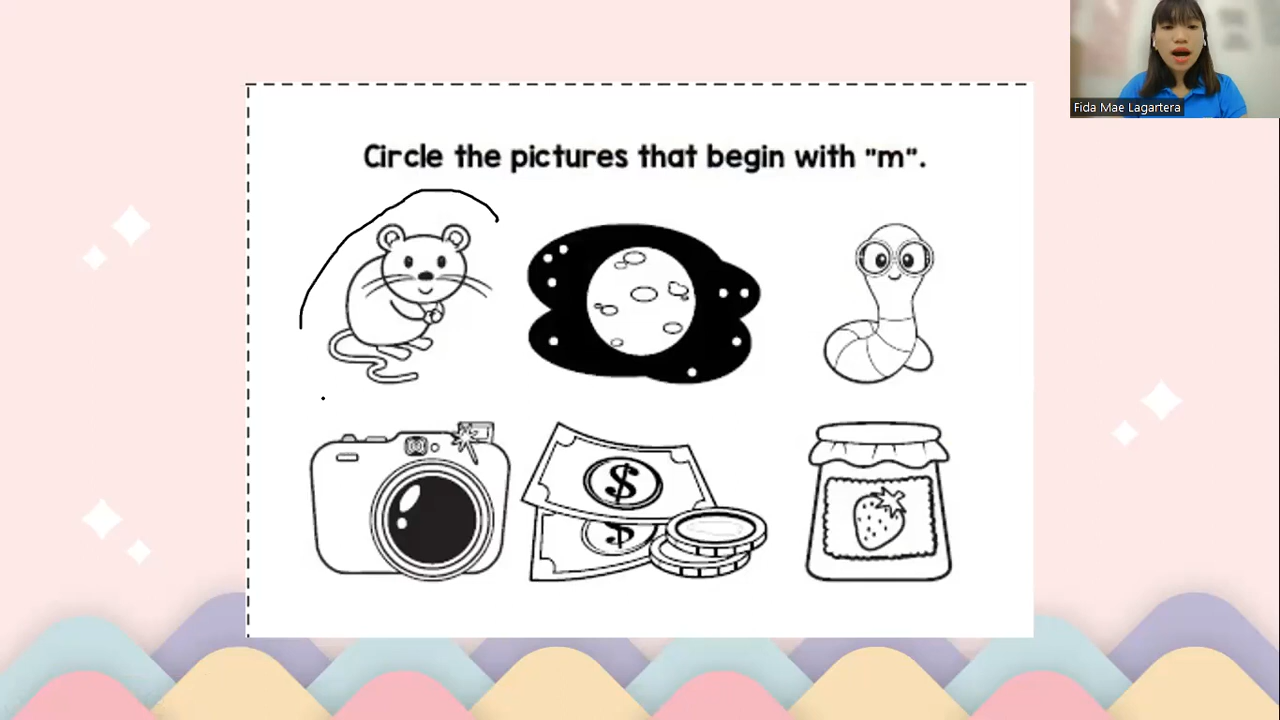 Fida Mae Lagartera
Circle the pictures that begin with "m".
$
$